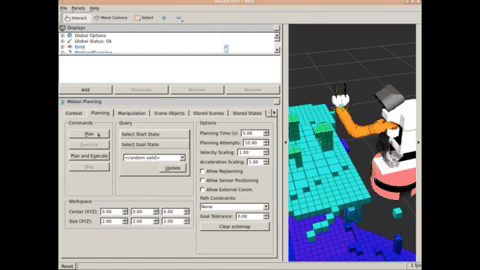 File Panels Help
Interact Move Camera Select
Displays
Global Options
Global Status: Ok
Grid
MotionPlanning
Add Duplicate Remove Rename
Motion Planning
Context Planning Manipulation Scene Objects Stored Scenes Stored States
Commands Query Options
Plan Select Start State: Planning Time (s): 5.00
Execute Select Goal State: Planning Attempts: 10.00
Plan and Execute <random valid> Velocity Scaling: 1.00
Stop Update Acceleration Scaling: 1.00
Allow Replanning
Allow Sensor Positioning
Allow External Comm.
Path Constraints:
Workspace None
Center (XYZ): 0.00 0.00 0.00 Goal Tolerance: 0.00
Size (XYZ): 2.00 2.00 2.00 Clear octomap
Reset